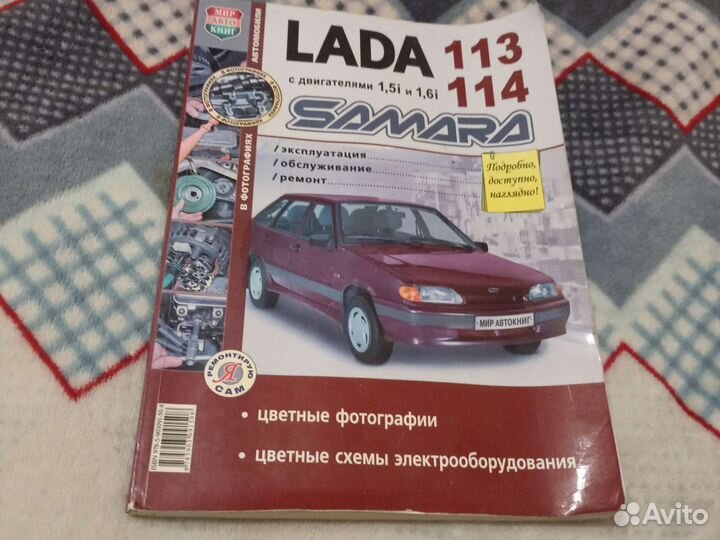 МИР
АВТО
КНИГ
АВТОМОБИЛИ
В ФОТОГРАФИЯХ
LADA 113
114
с двигателями 1,5i и 1,6i
SAMARA
/ эксплуатация
/ обслуживание
/ ремонт
Подробно,
доступно,
наглядно!
МИР АВТОКНИГ
РЕМОНТИРУЮ
Я
САМ
• цветные фотографии
• цветные схемы электрооборудования
Avito